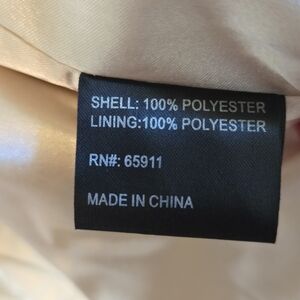 SHELL: 100% POLYESTER
LINING:100% POLYESTER
RN#: 65911
MADE IN CHINA